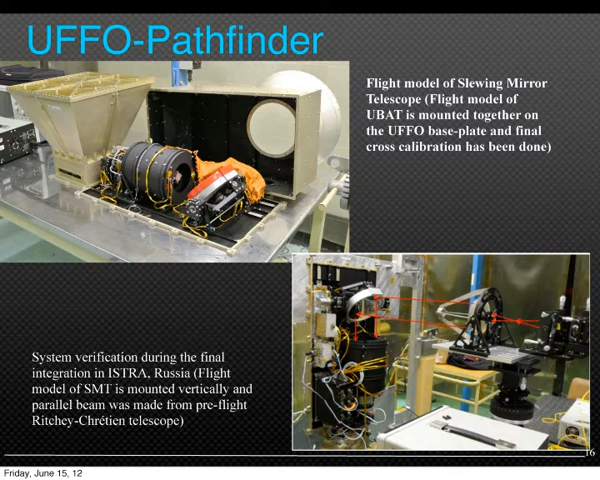 UFFO-Pathfinder
Flight model of Slewing Mirror
Telescope (Flight model of
UBAT is mounted together on
the UFFO base-plate and final
cross calibration has been done)
System verification during the final
integration in ISTRA, Russia (Flight
model of SMT is mounted vertically and
parallel beam was made from pre-flight
Ritchey-Chrétien telescope)
16
Friday, June 15, 12